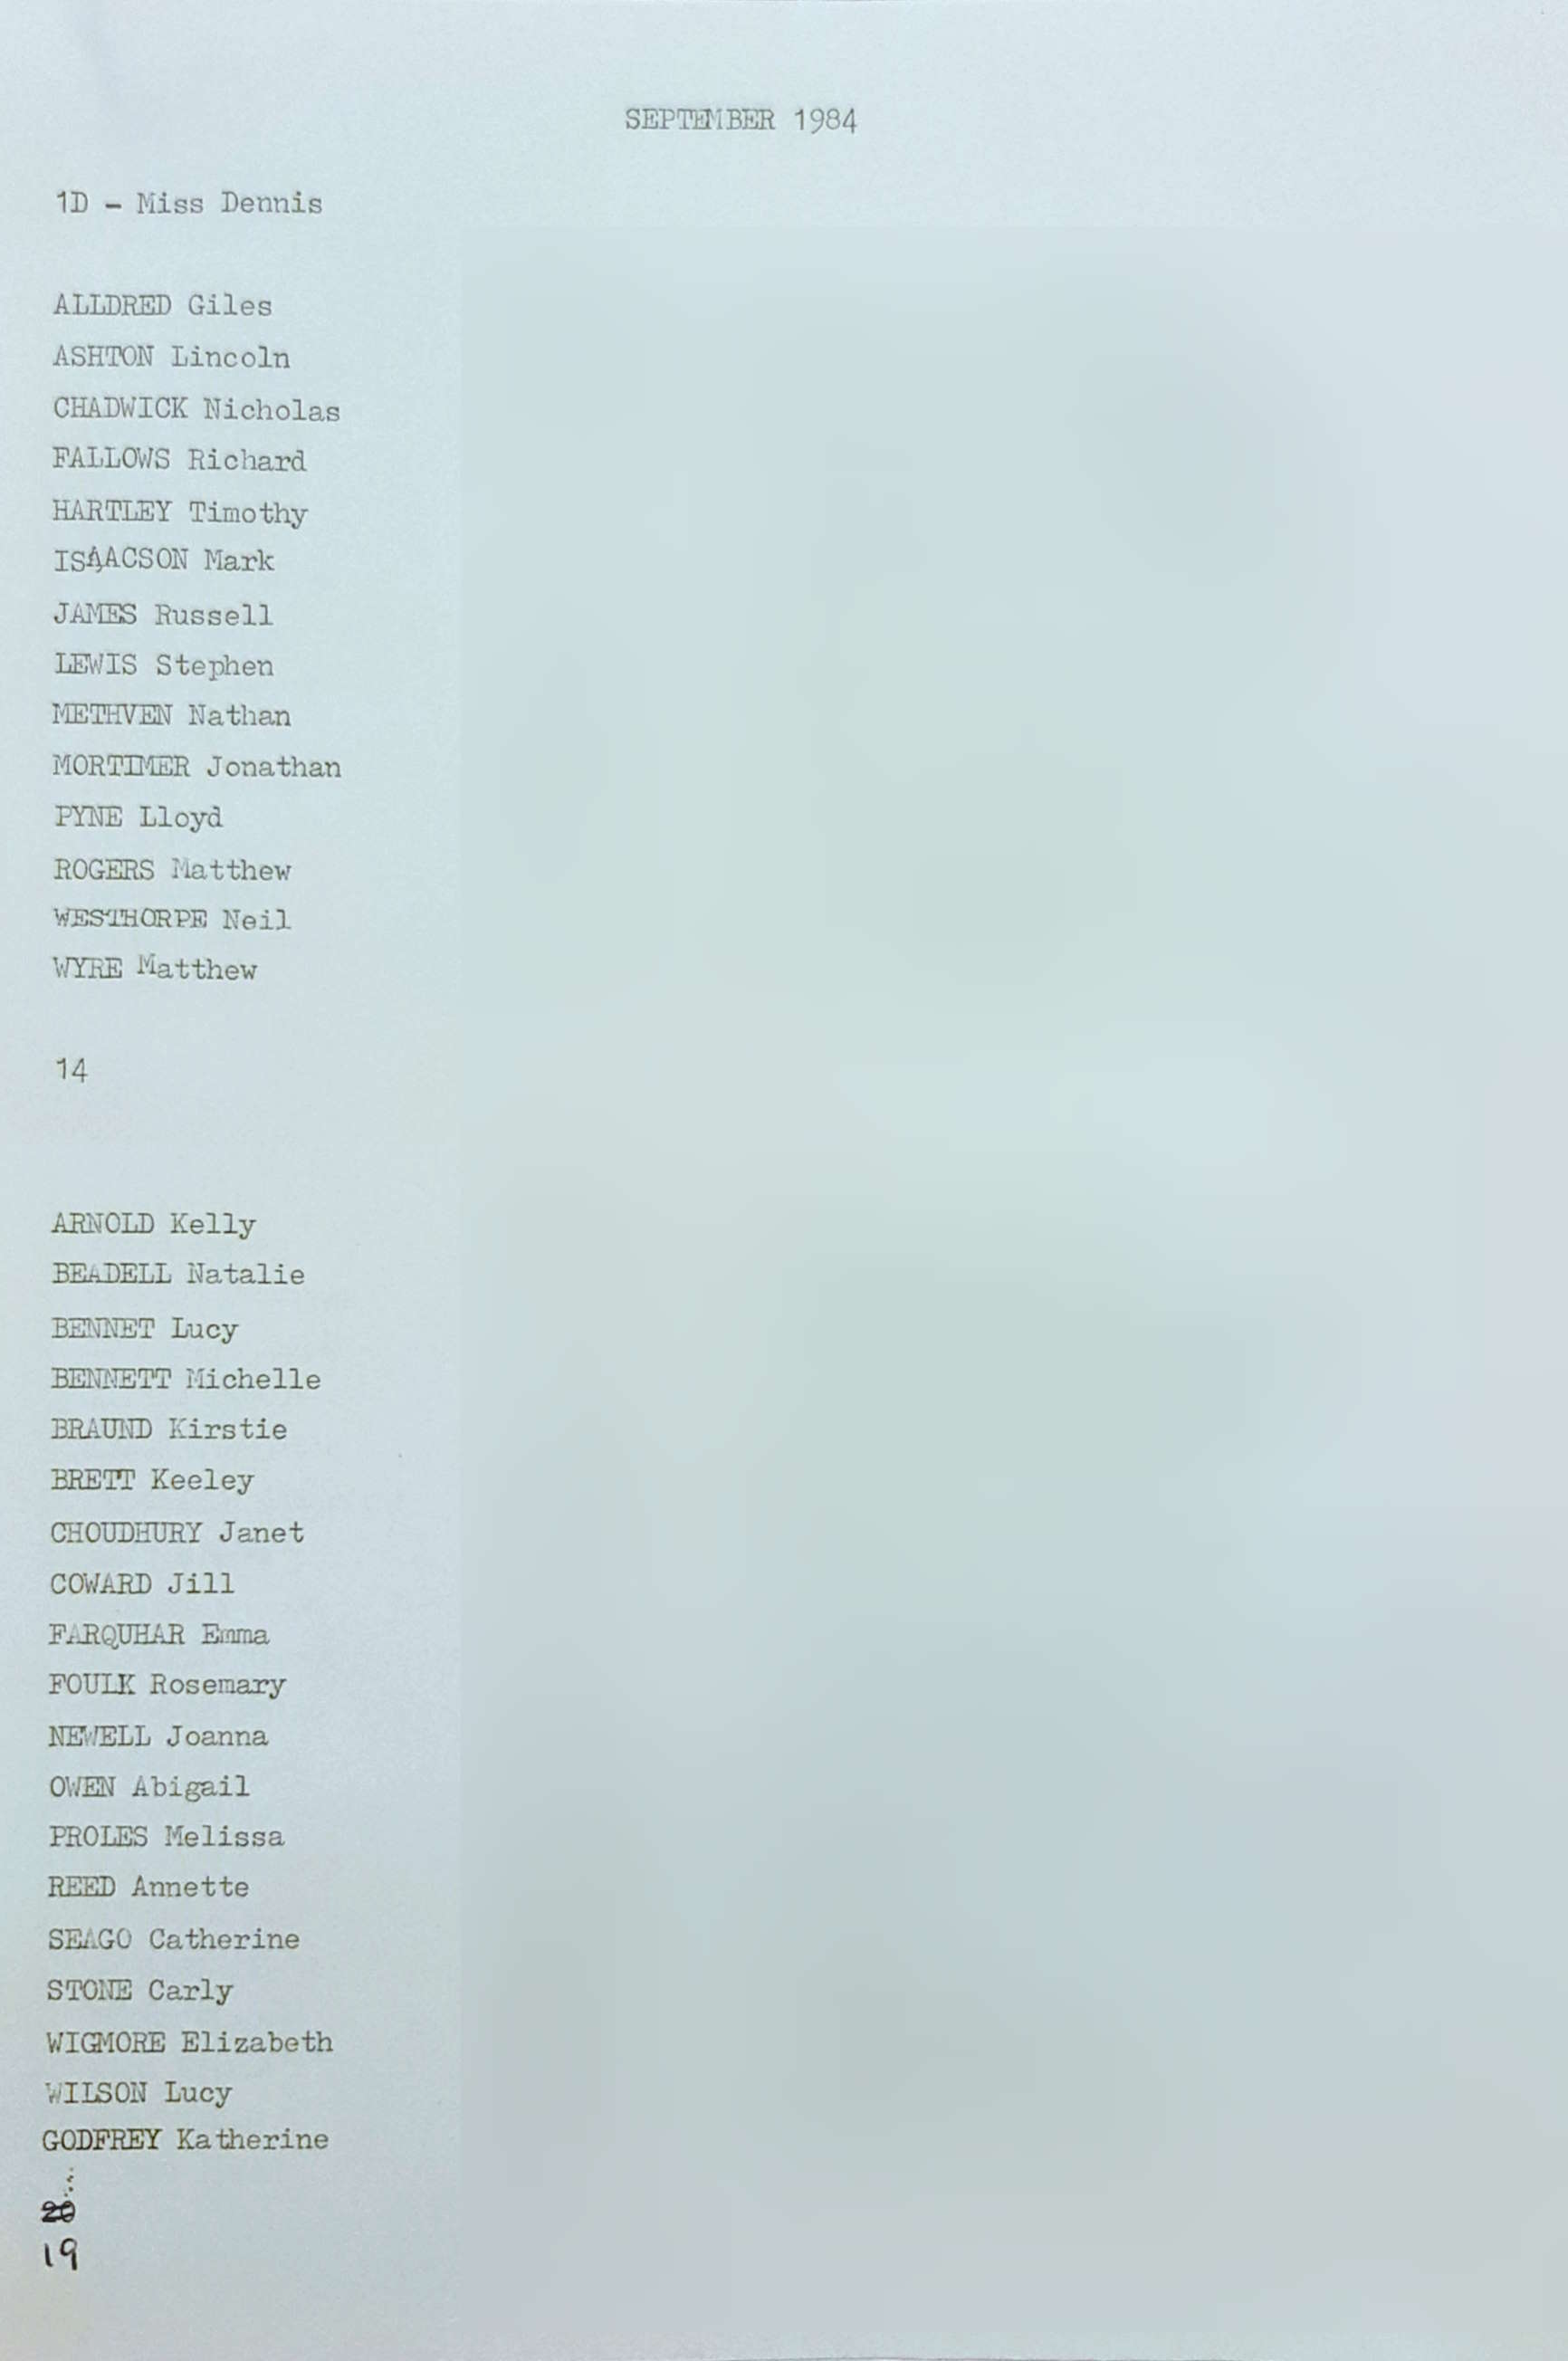 SEPTEMBER 1984
1D - Miss Dennis
ALLDRED Giles
ASHTON Lincoln
CHADWICK Nicholas
FALLOWS Richard
HARTLEY Timothy
ISAACSON Mark
JAMES Russell
LEWIS Stephen
METHVEN Nathan
MORTIMER Jonathan
PYNE Lloyd
ROGERS Matthew
WESTHORPE Neil
WYRE Matthew
14
ARNOLD Kelly
BEADELL Natalie
BENNET Lucy
BENNETT Michelle
BRAUND Kirstie
BRETT Keeley
CHOUDHURY Janet
COWARD Jill
FARQUHAR Emma
FOULK Rosemary
NEWELL Joanna
OWEN Abigail
PROLES Melissa
REED Annette
SEAGO Catherine
STONE Carly
WIGMORE Elizabeth
WILSON Lucy
GODFREY Katherine
20
19